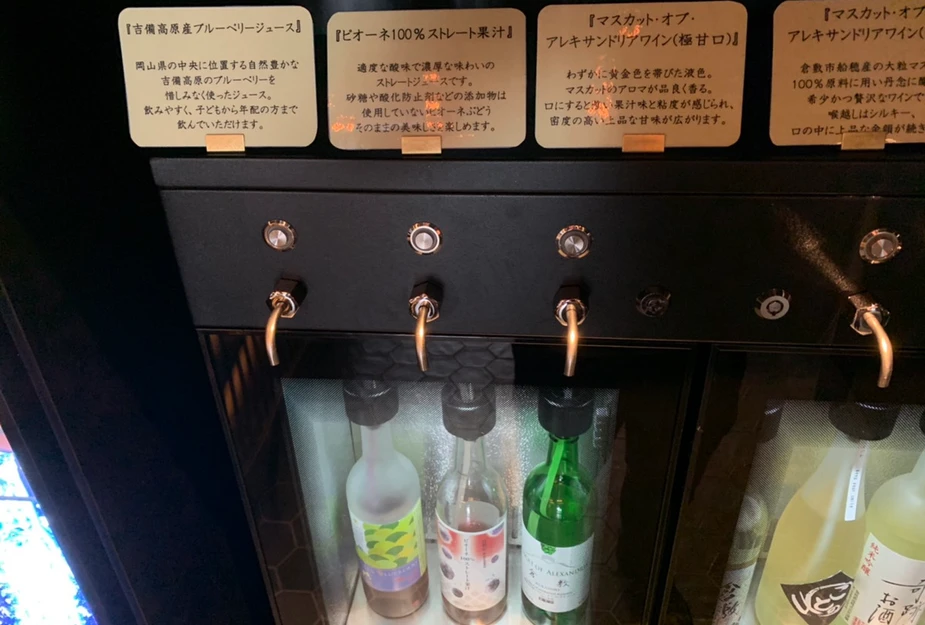 『吉備高原産ブルーベリージュース』
岡山県の中央に位置する自然豊かな
吉備高原のブルーベリーを
惜しみなく使ったジュース。
飲みやすく、子どもから年配の方まで
飲んでいただけます。
『ピオーネ100%ストレート果汁』
適度な酸味で濃厚な味わいの
ストレートジュースです。
砂糖や酸化防止剤などの添加物は
使用していないピオーネぶどう
そのままの美味しさを楽しめます。
『マスカット・オブ・
アレキサンドリアワイン(極甘口)』
わずかに黄金色を帯びた液色。
マスカットのアロマが品良く香る。
口にすると強い果汁味と粘度が感じられ、
密度の高い上品な甘味が広がります。
『マスカット・オブ
アレキサンドリアワイン(
倉敷市船穂産の大粒マス
100%原料に用い丹念に醸
希少かつ贅沢なワインで
喉越しはシルキー、
口の中に上品な余韻が続き
OF ALEXANDR
純米吟醸
お酒